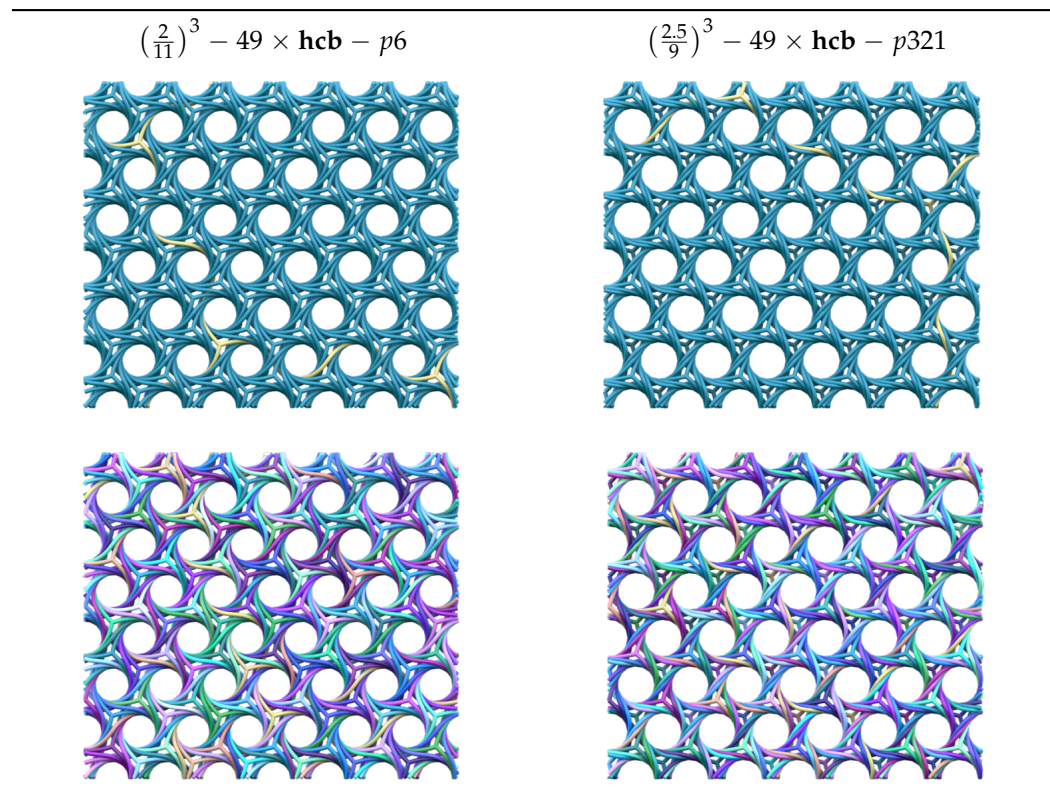 (2/11)³ − 49 × hcb − p6
(2.5/9)³ − 49 × hcb − p321